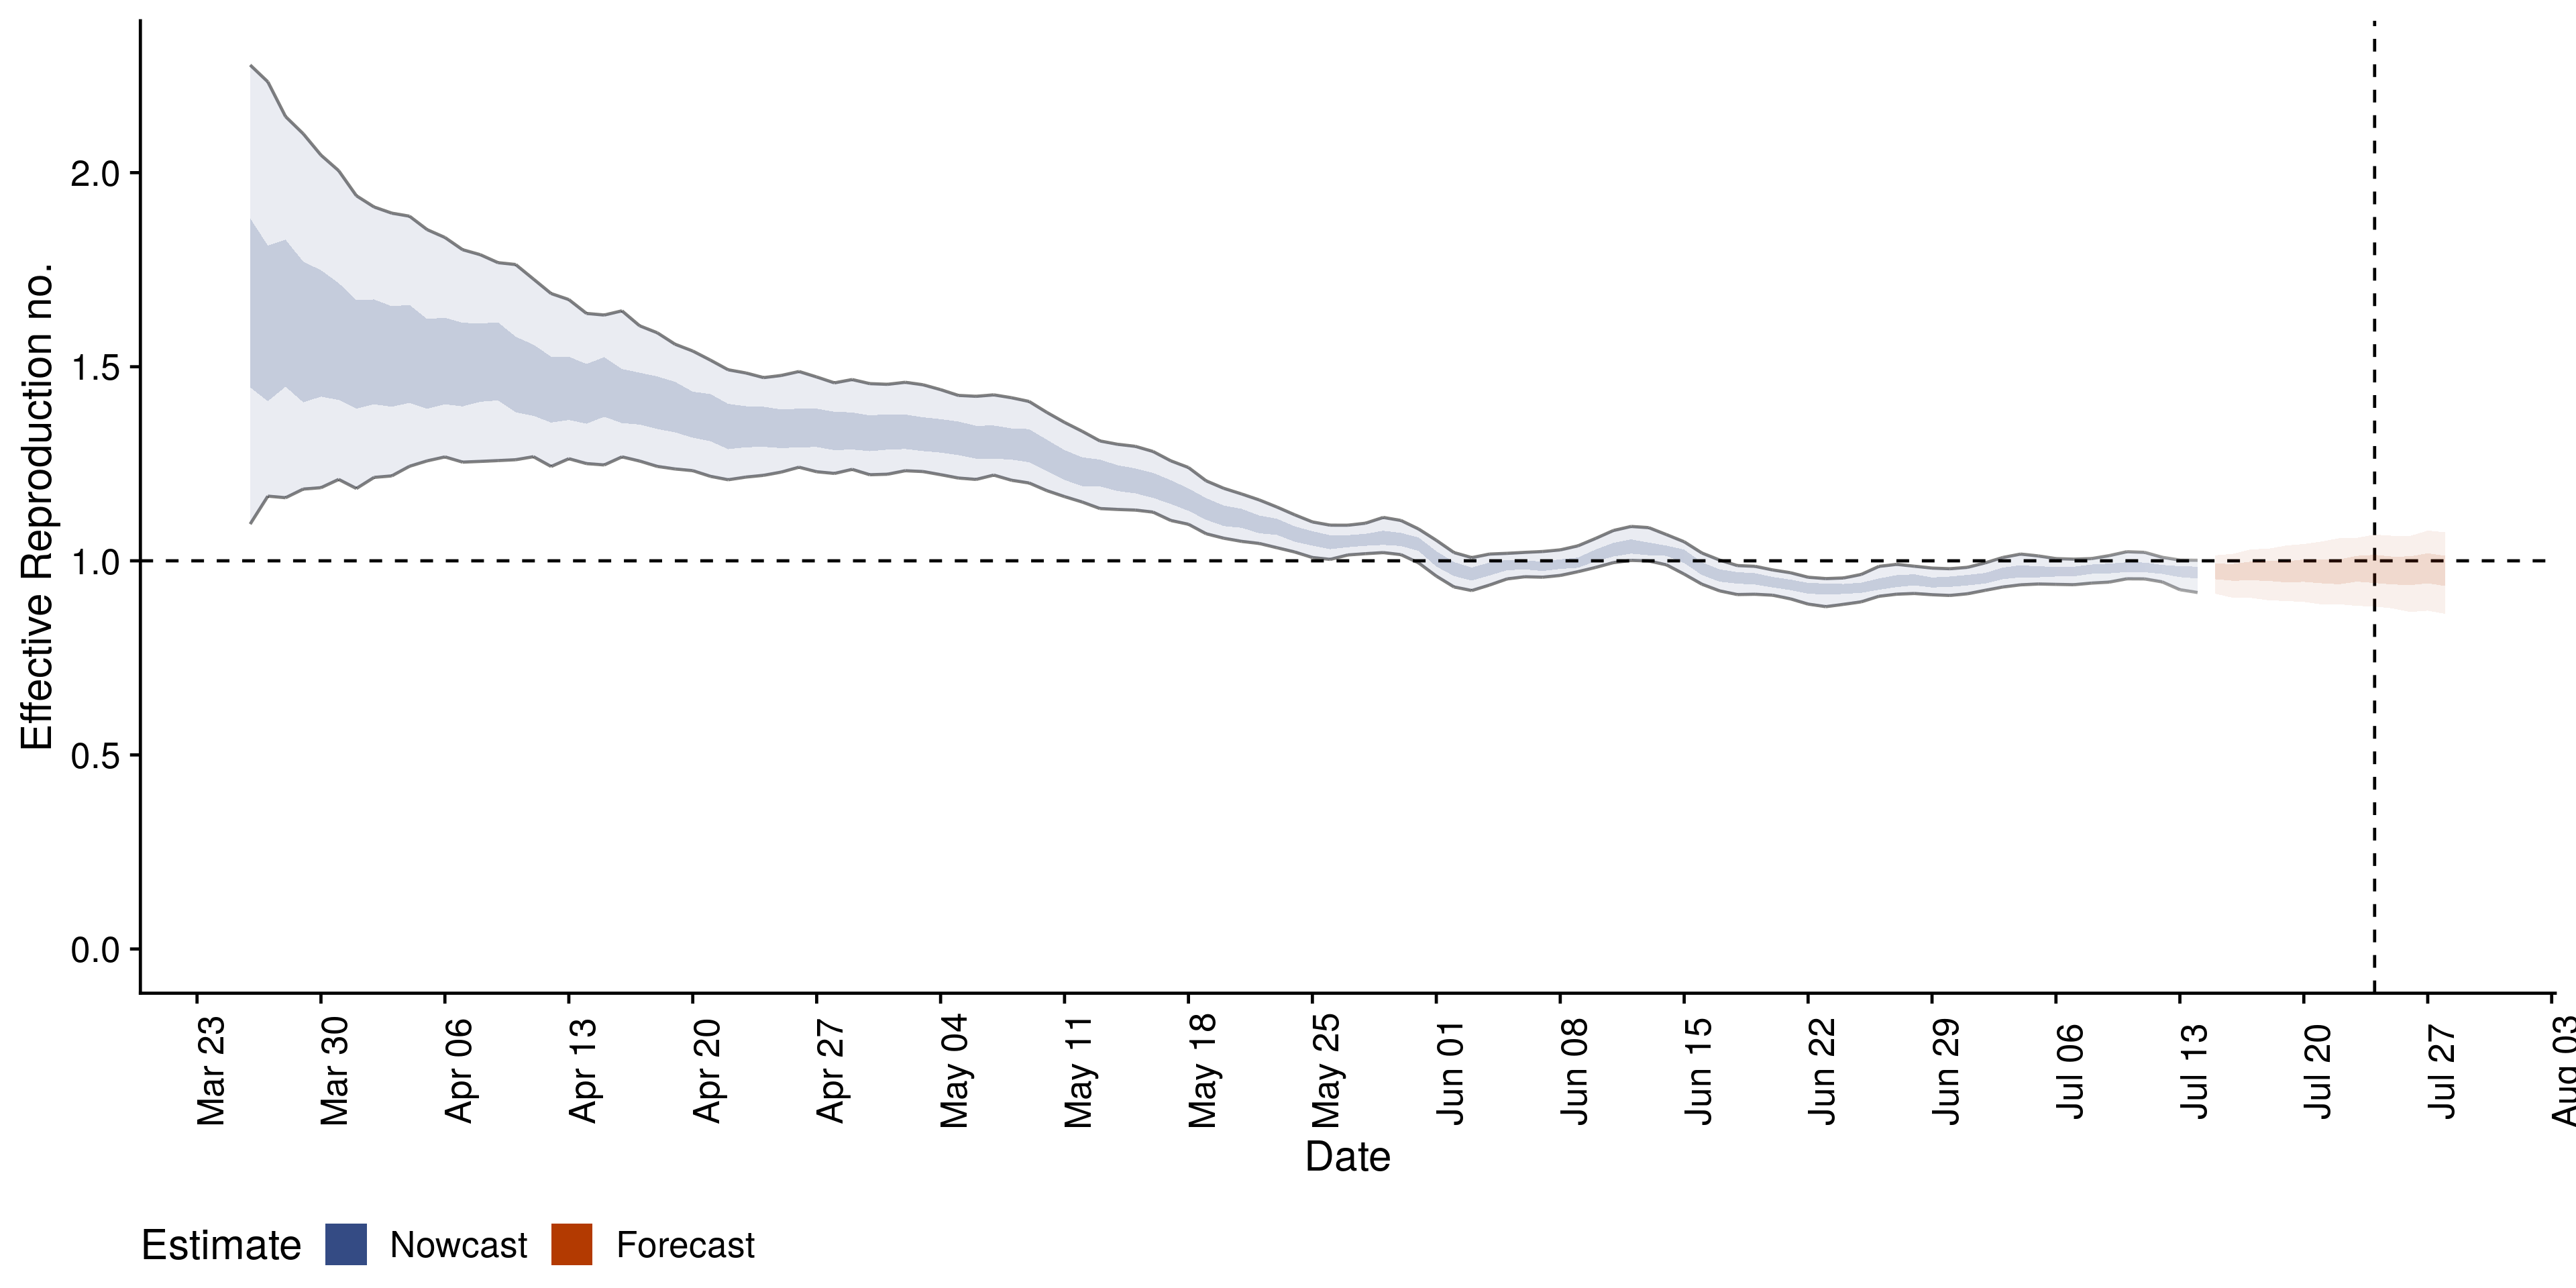 Effective Reproduction no.
2.0
1.5
1.0
0.5
0.0
Mar 23
Mar 30
Apr 06
Apr 13
Apr 20
Apr 27
May 04
May 11
May 18
May 25
Jun 01
Jun 08
Jun 15
Jun 22
Jun 29
Jul 06
Jul 13
Jul 20
Jul 27
Aug 03
Date
Estimate Nowcast Forecast